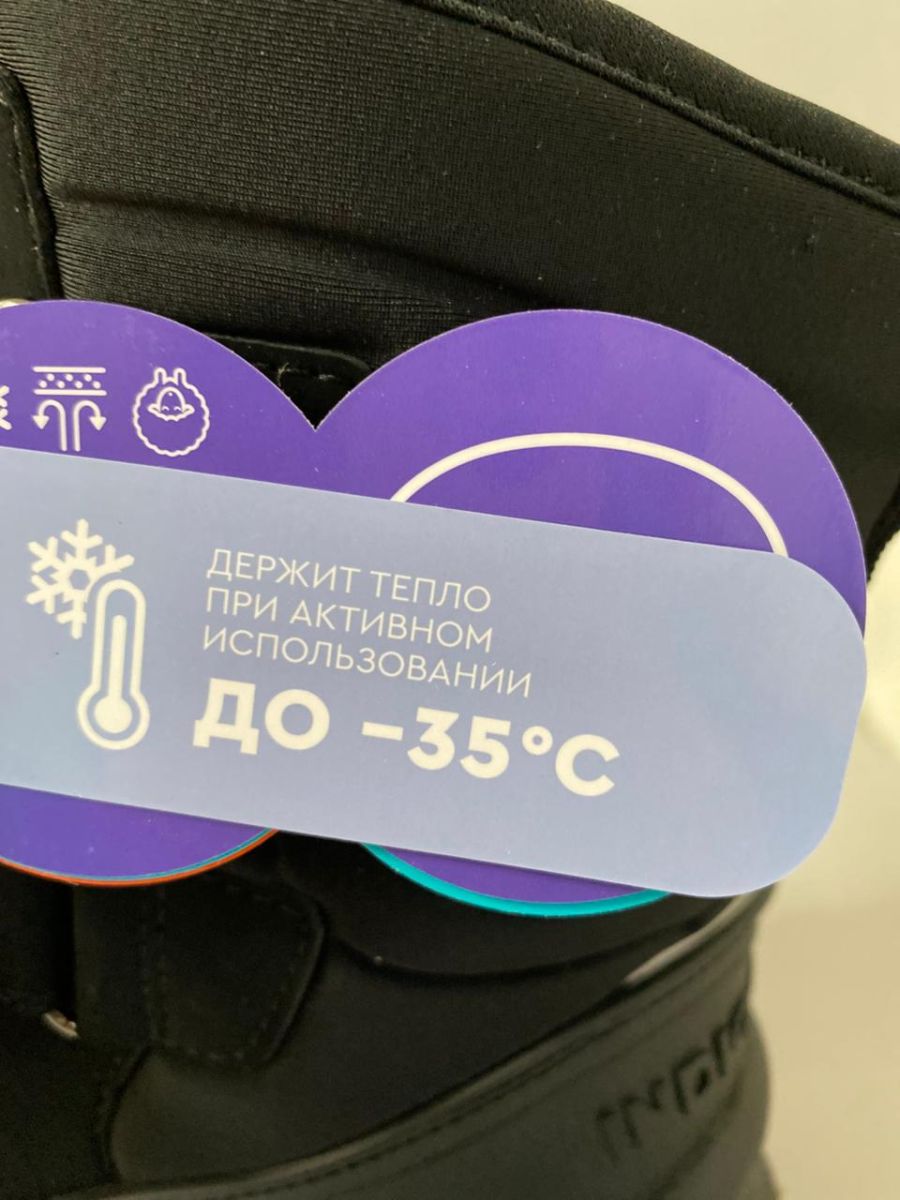 ДЕРЖИТ ТЕПЛО
ПРИ АКТИВНОМ
ИСПОЛЬЗОВАНИИ
ДО -35°C